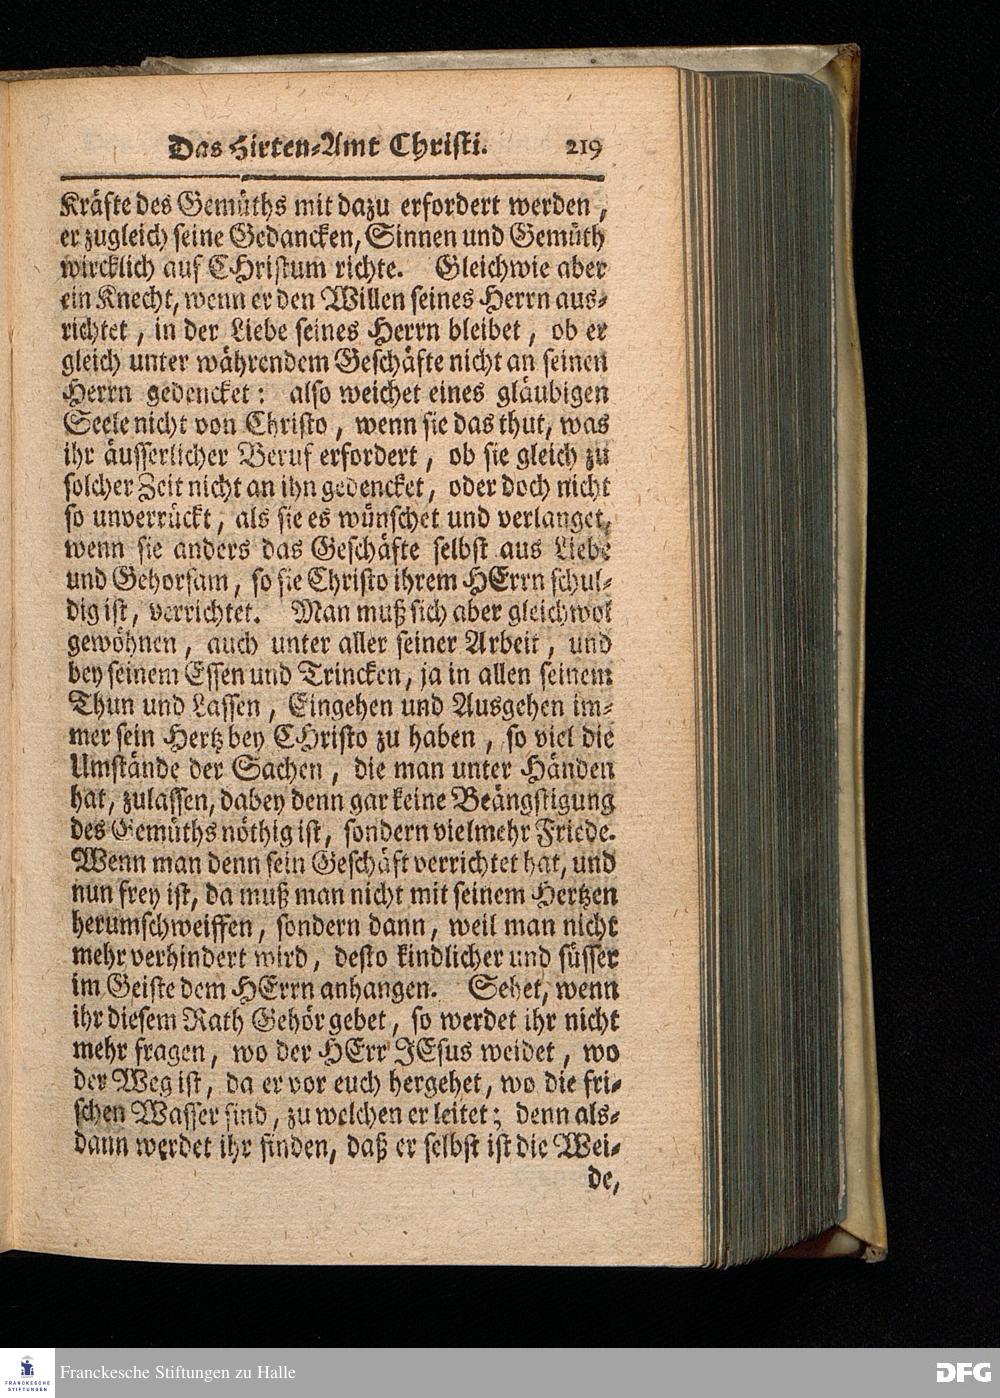 Das Hirten-Amt Christi. 219
Kräfte des Gemüths mit dazu erfordert werden,
er zugleich seine Gedancken, Sinnen und Gemüth
wircklich auf CHristum richte. Gleichwie aber
ein Knecht, wenn er den Willen seines Herrn aus-
richtet, in der Liebe seines Herrn bleibet, ob er
gleich unter währendem Geschäfte nicht an seinen
Herrn gedencket: also weichet eines gläubigen
Seele nicht von Christo, wenn sie das thut, was
ihr äusserlicher Beruf erfordert, ob sie gleich zu
solcher Zeit nicht an ihn gedencket, oder doch nicht
so unverrückt, als sie es wünschet und verlanget,
wenn sie anders das Geschäfte selbst aus Liebe
und Gehorsam, so sie Christo ihrem HErrn schul-
dig ist, verrichtet. Man muß sich aber gleichwol
gewöhnen, auch unter aller seiner Arbeit, und
bey seinem Essen und Trincken, ja in allen seinem
Thun und Lassen, Eingehen und Ausgehen im-
mer sein Hertz bey CHristo zu haben, so viel die
Umstände der Sachen, die man unter Händen
hat, zulassen, dabey denn gar keine Beängstigung
des Gemüths nöthig ist, sondern vielmehr Friede.
Wenn man denn sein Geschäft verrichtet hat, und
nun frey ist, da muß man nicht mit seinem Hertzen
herumschweiffen, sondern dann, weil man nicht
mehr verhindert wird, desto kindlicher und süsser
im Geiste dem HErrn anhangen. Sehet, wenn
ihr diesem Rath Gehör gebet, so werdet ihr nicht
mehr fragen, wo der HErr JEsus weidet, wo
der Weg ist, da er vor euch hergehet, wo die fri-
schen Wasser sind, zu welchen er leitet; denn als-
dann werdet ihr finden, daß er selbst ist die Wei-
de,
FRANCKESCHE
STIFTUNGEN
Franckesche Stiftungen zu Halle
DFG